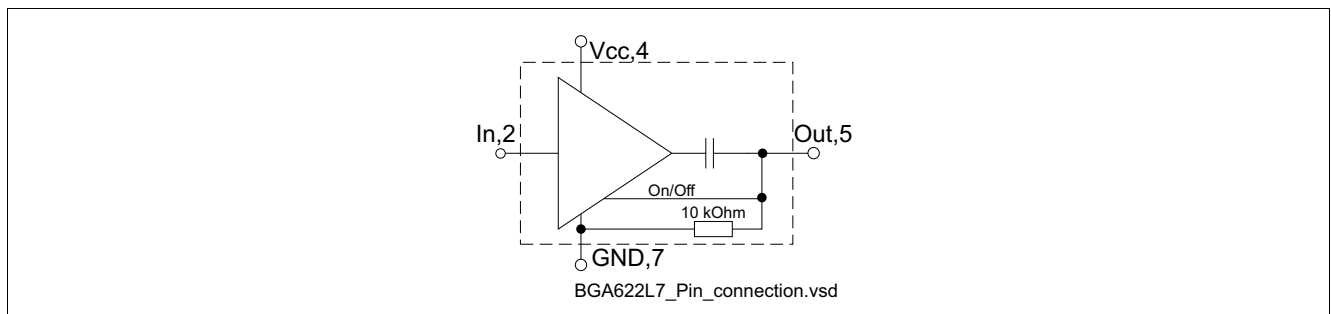 Vcc,4
In,2
Out,5
On/Off
10 kOhm
GND,7
BGA622L7_Pin_connection.vsd